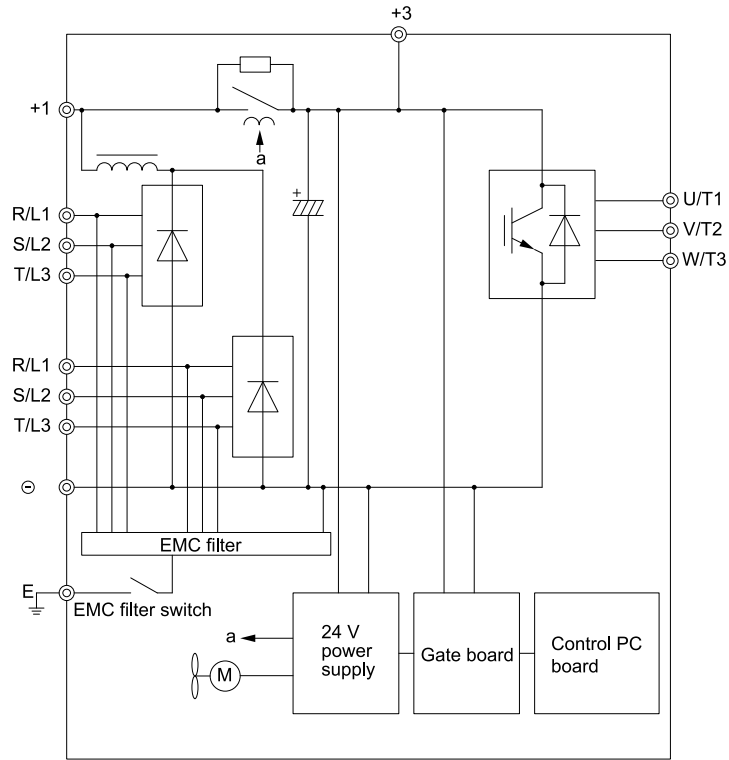 +3
+1
a
+
R/L1
S/L2
T/L3
U/T1
V/T2
W/T3
R/L1
S/L2
T/L3
⊖
EMC filter
E
EMC filter switch
a
M
24 V
power
supply
Gate board
Control PC
board